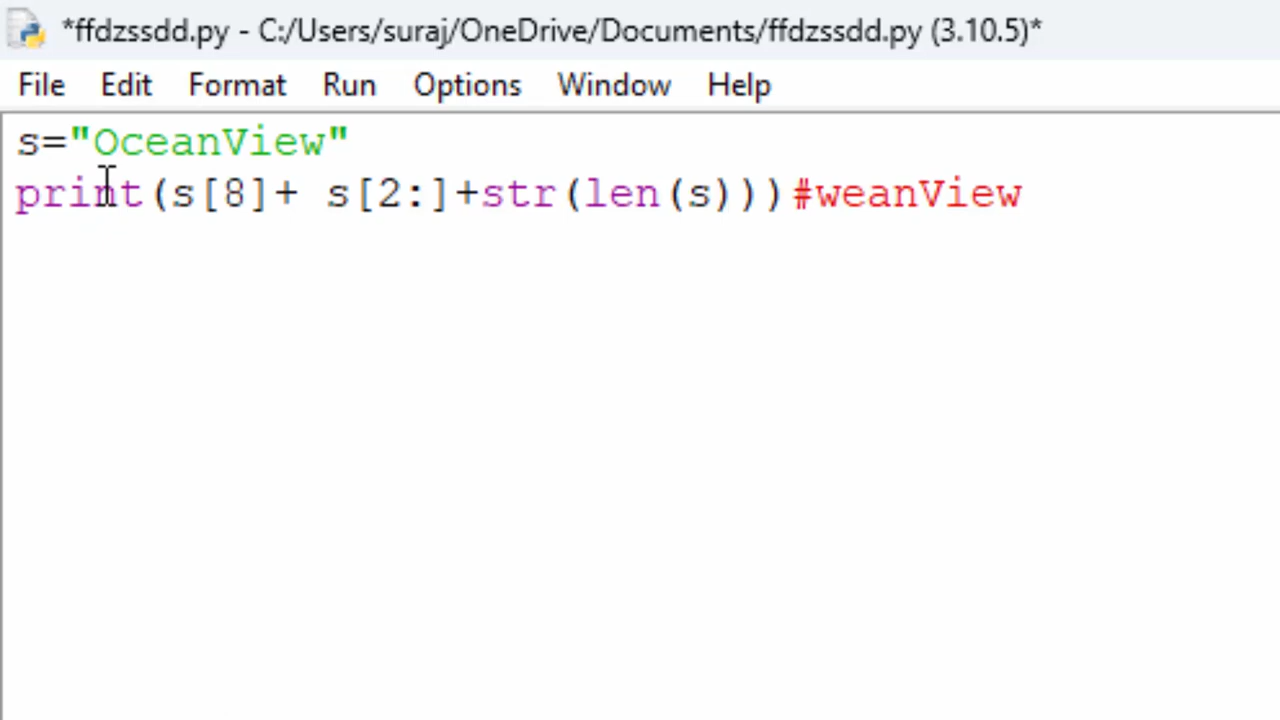 *ffdzssdd.py - C:/Users/suraj/OneDrive/Documents/ffdzssdd.py (3.10.5)*
File Edit Format Run Options Window Help
s="OceanView"
print(s[8]+ s[2:]+str(len(s)))#weanView